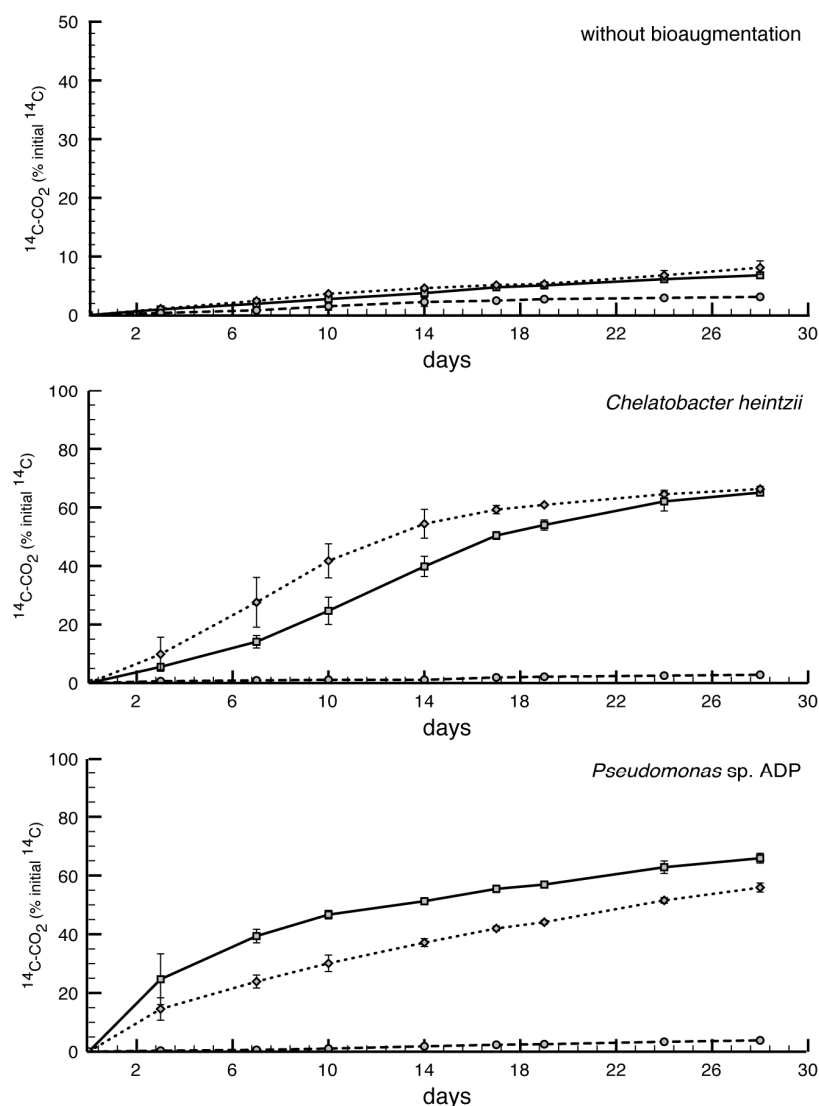 without bioaugmentation
50
40
30
20
10
0
¹⁴C-CO₂ (% initial ¹⁴C)
2 6 10 14 18 22 26 30
days
Chelatobacter heintzii
100
80
60
40
20
0
¹⁴C-CO₂ (% initial ¹⁴C)
2 6 10 14 18 22 26 30
days
Pseudomonas sp. ADP
100
80
60
40
20
0
¹⁴C-CO₂ (% initial ¹⁴C)
2 6 10 14 18 22 26 30
days